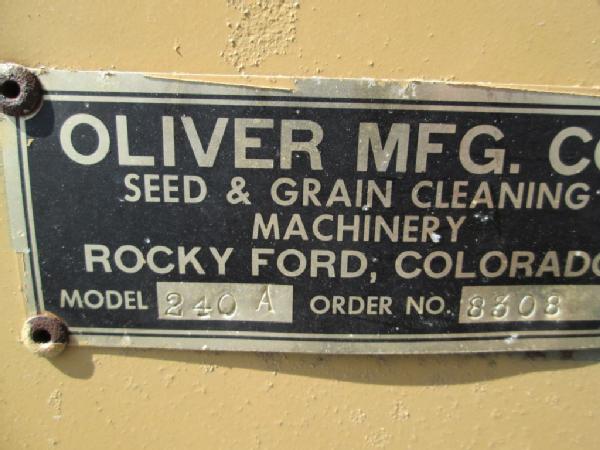 OLIVER MFG. CO
SEED & GRAIN CLEANING
MACHINERY
ROCKY FORD, COLORADO
MODEL 240 A ORDER NO. 8308